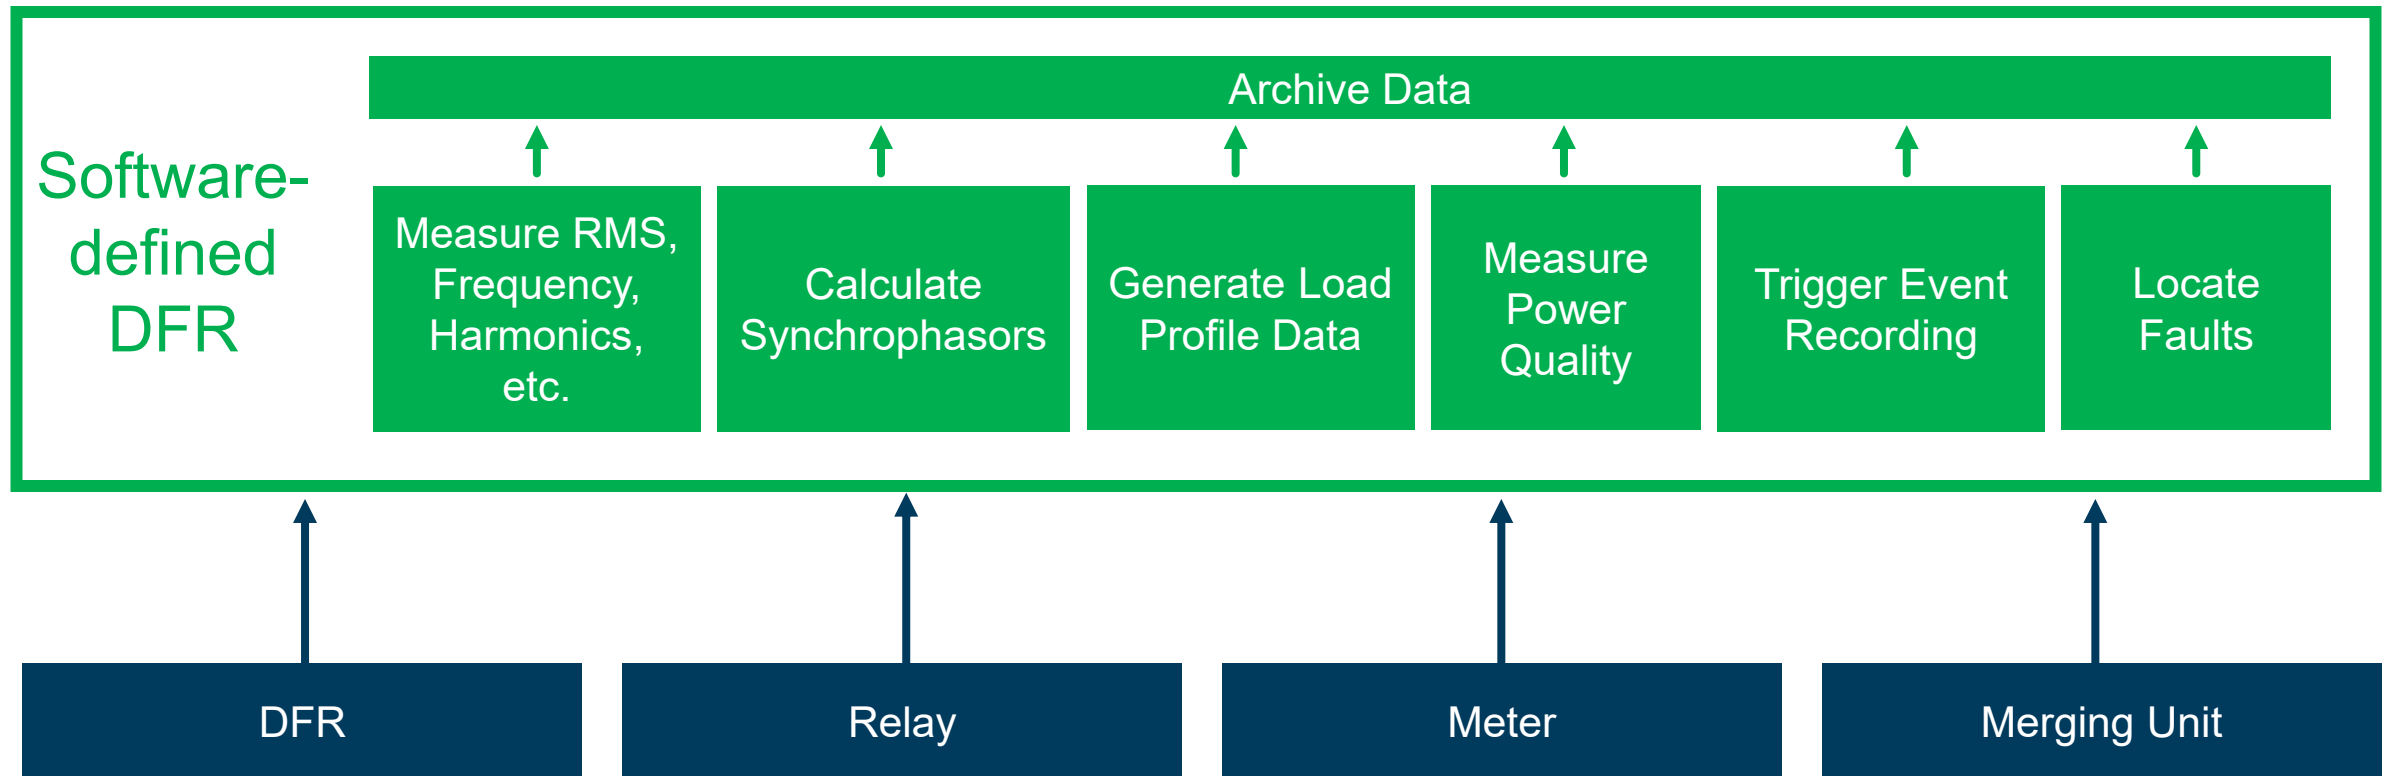 Archive Data
Software-
defined
DFR
Measure RMS,
Frequency,
Harmonics,
etc.
Calculate
Synchrophasors
Generate Load
Profile Data
Measure
Power
Quality
Trigger Event
Recording
Locate
Faults
DFR
Relay
Meter
Merging Unit